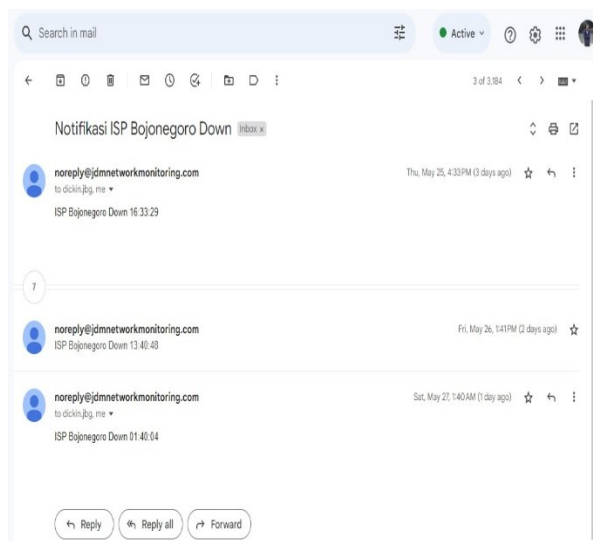 Search in mail
Active
3 of 3,184
Notifikasi ISP Bojonegoro Down Inbox x
noreply@jdmnetworkmonitoring.com Thu, May 25, 4:33 PM (3 days ago)
to dickin.jbg, me
ISP Bojonegoro Down 16:33:29
7
noreply@jdmnetworkmonitoring.com Fri, May 26, 1:41 PM (2 days ago)
ISP Bojonegoro Down 13:40:48
noreply@jdmnetworkmonitoring.com Sat, May 27, 1:40 AM (1 day ago)
to dickin.jbg, me
ISP Bojonegoro Down 01:40:04
Reply Reply all Forward